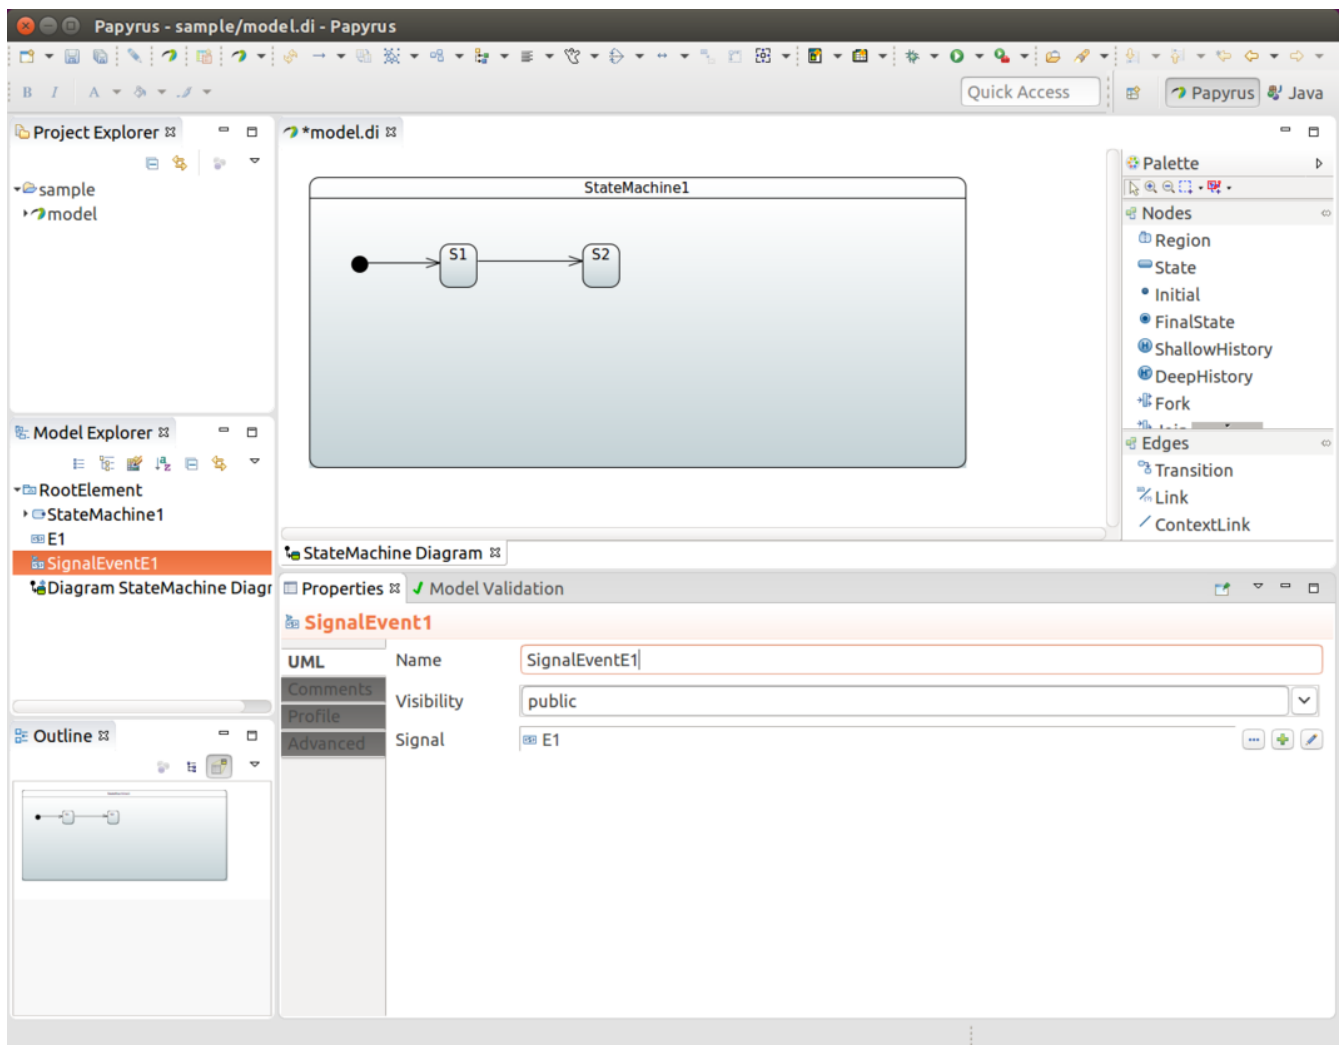 Papyrus - sample/model.di - Papyrus
B I A
Quick Access
Papyrus
Java
Project Explorer
sample
model
*model.di
StateMachine1
S1
S2
Palette
Nodes
Region
State
Initial
FinalState
ShallowHistory
DeepHistory
Fork
Edges
Transition
Link
ContextLink
Model Explorer
RootElement
StateMachine1
E1
SignalEventE1
Diagram StateMachine Diagr
StateMachine Diagram
Properties
Model Validation
SignalEvent1
UML
Comments
Profile
Advanced
Name
SignalEventE1
Visibility
public
Signal
E1
Outline